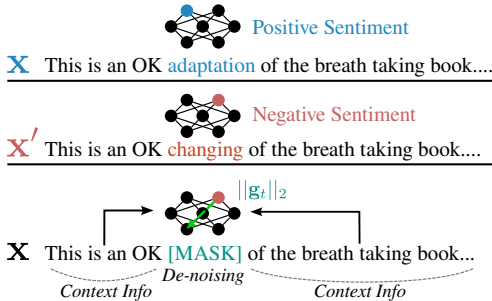 Positive Sentiment
X This is an OK adaptation of the breath taking book....
Negative Sentiment
X′ This is an OK changing of the breath taking book....
||g_t||_2
X This is an OK [MASK] of the breath taking book...
Context Info De-noising Context Info